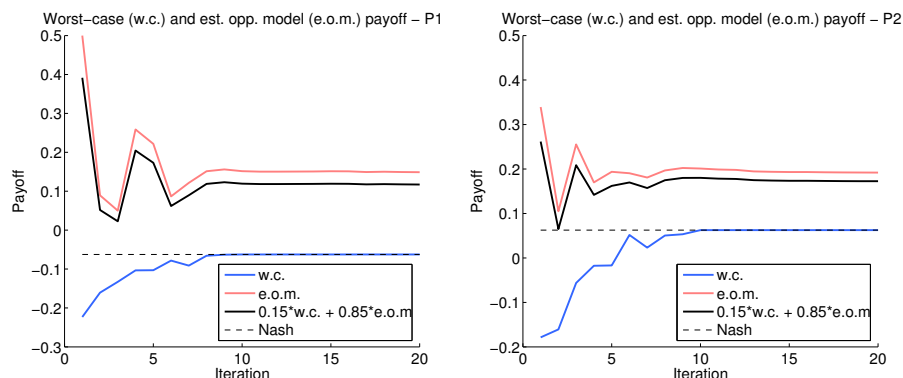 Worst-case (w.c.) and est. opp. model (e.o.m.) payoff - P1
0.5
0.4
0.3
0.2
0.1
0
-0.1
-0.2
-0.3
Payoff
0
5
10
15
20
Iteration
w.c.
e.o.m.
0.15*w.c. + 0.85*e.o.m
Nash
Worst-case (w.c.) and est. opp. model (e.o.m.) payoff - P2
0.5
0.4
0.3
0.2
0.1
0
-0.1
-0.2
Payoff
0
5
10
15
20
Iteration
w.c.
e.o.m.
0.15*w.c. + 0.85*e.o.m
Nash